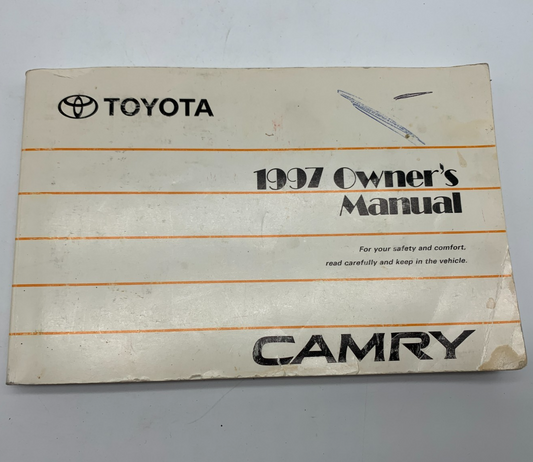 TOYOTA
1997 Owner's
Manual
For your safety and comfort,
read carefully and keep in the vehicle.
CAMRY